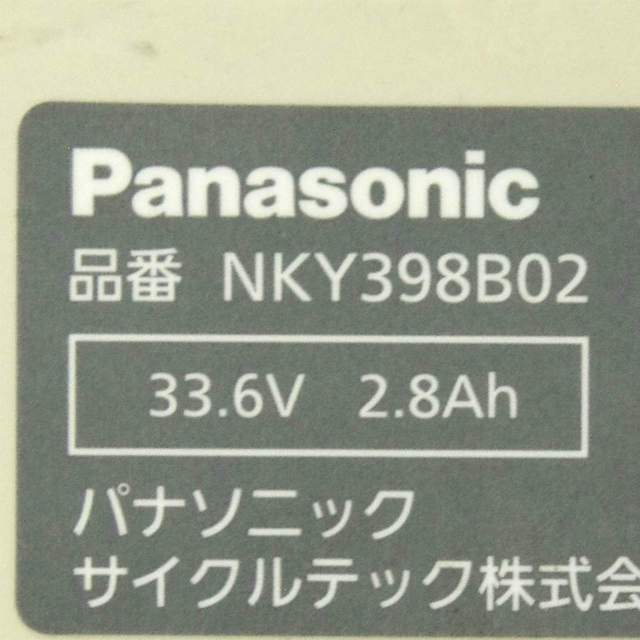 Panasonic
品番 NKY398B02
33.6V 2.8Ah
パナソニック
サイクルテック株式会